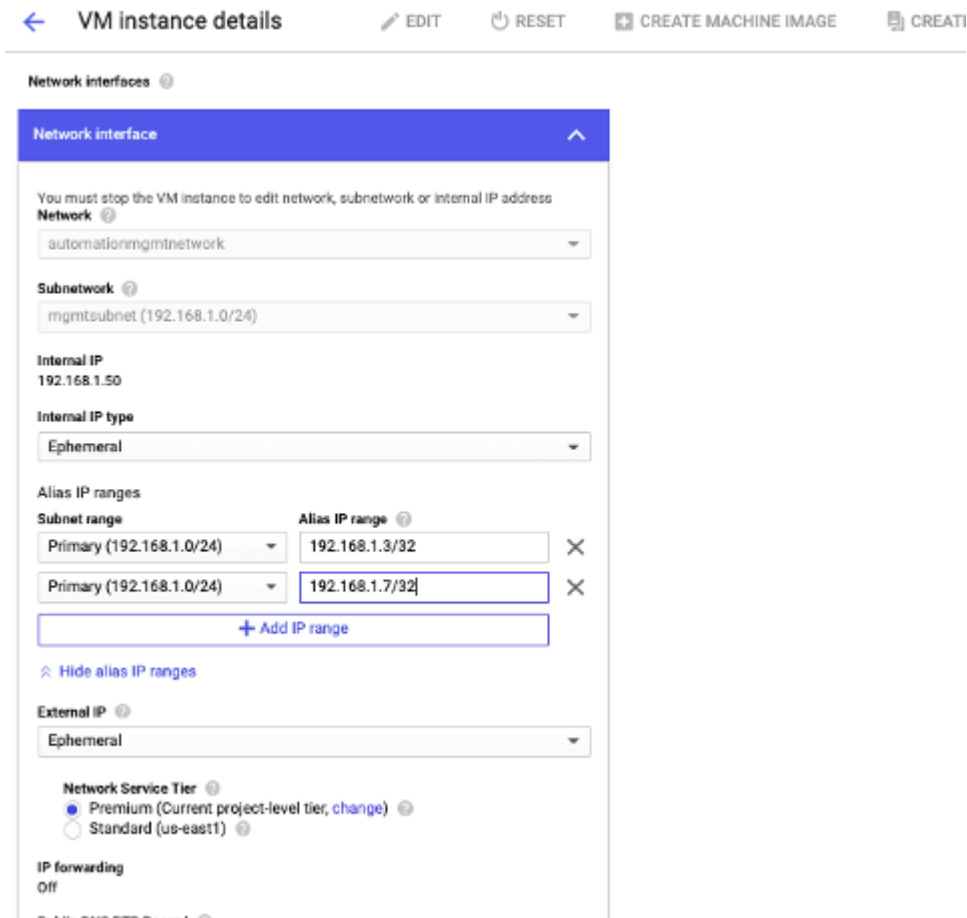 VM instance details
EDIT
RESET
CREATE MACHINE IMAGE
Network interfaces
Network interface
You must stop the VM instance to edit network, subnetwork or internal IP address
Network
automationmgmtnetwork
Subnetwork
mgmtsubnet (192.168.1.0/24)
Internal IP
192.168.1.50
Internal IP type
Ephemeral
Alias IP ranges
Subnet range Alias IP range
Primary (192.168.1.0/24) 192.168.1.3/32
Primary (192.168.1.0/24) 192.168.1.7/32
Add IP range
Hide alias IP ranges
External IP
Ephemeral
Network Service Tier
Premium (Current project-level tier, change)
Standard (us-east1)
IP forwarding
Off